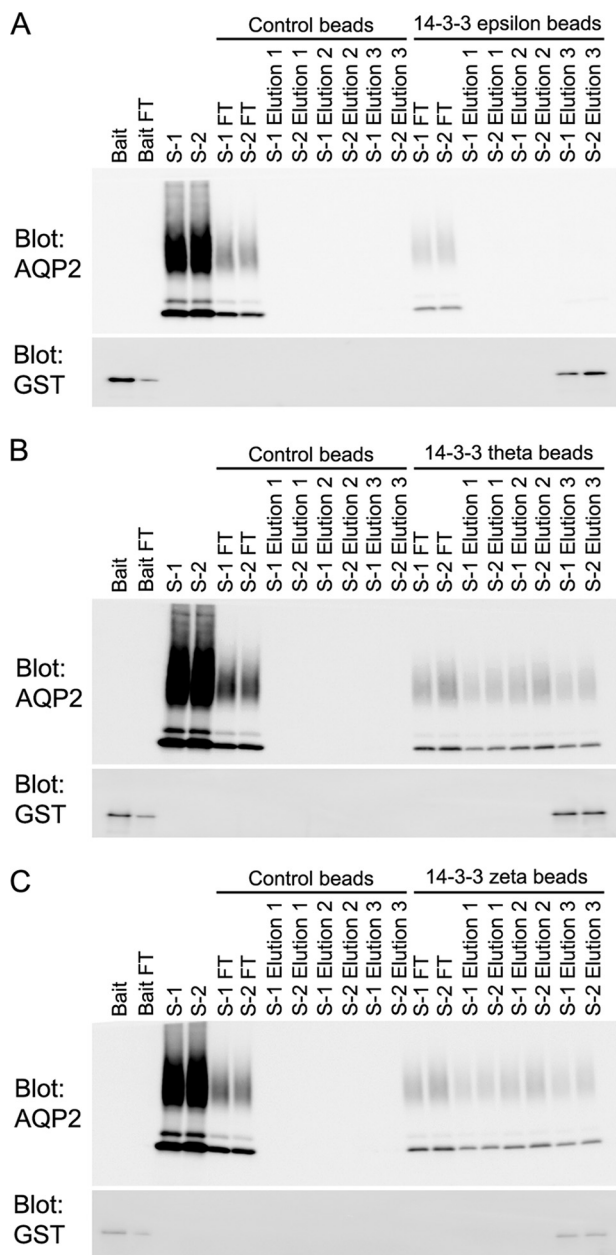 A
Control beads
14-3-3 epsilon beads
Bait
Bait FT
S-1
S-2
S-1 FT
S-2 FT
S-1 Elution 1
S-2 Elution 1
S-1 Elution 2
S-2 Elution 2
S-1 Elution 3
S-2 Elution 3
S-1 FT
S-2 FT
S-1 Elution 1
S-2 Elution 1
S-1 Elution 2
S-2 Elution 2
S-1 Elution 3
S-2 Elution 3
Blot:
AQP2
Blot:
GST
B
Control beads
14-3-3 theta beads
Bait
Bait FT
S-1
S-2
S-1 FT
S-2 FT
S-1 Elution 1
S-2 Elution 1
S-1 Elution 2
S-2 Elution 2
S-1 Elution 3
S-2 Elution 3
S-1 FT
S-2 FT
S-1 Elution 1
S-2 Elution 1
S-1 Elution 2
S-2 Elution 2
S-1 Elution 3
S-2 Elution 3
Blot:
AQP2
Blot:
GST
C
Control beads
14-3-3 zeta beads
Bait
Bait FT
S-1
S-2
S-1 FT
S-2 FT
S-1 Elution 1
S-2 Elution 1
S-1 Elution 2
S-2 Elution 2
S-1 Elution 3
S-2 Elution 3
S-1 FT
S-2 FT
S-1 Elution 1
S-2 Elution 1
S-1 Elution 2
S-2 Elution 2
S-1 Elution 3
S-2 Elution 3
Blot:
AQP2
Blot:
GST